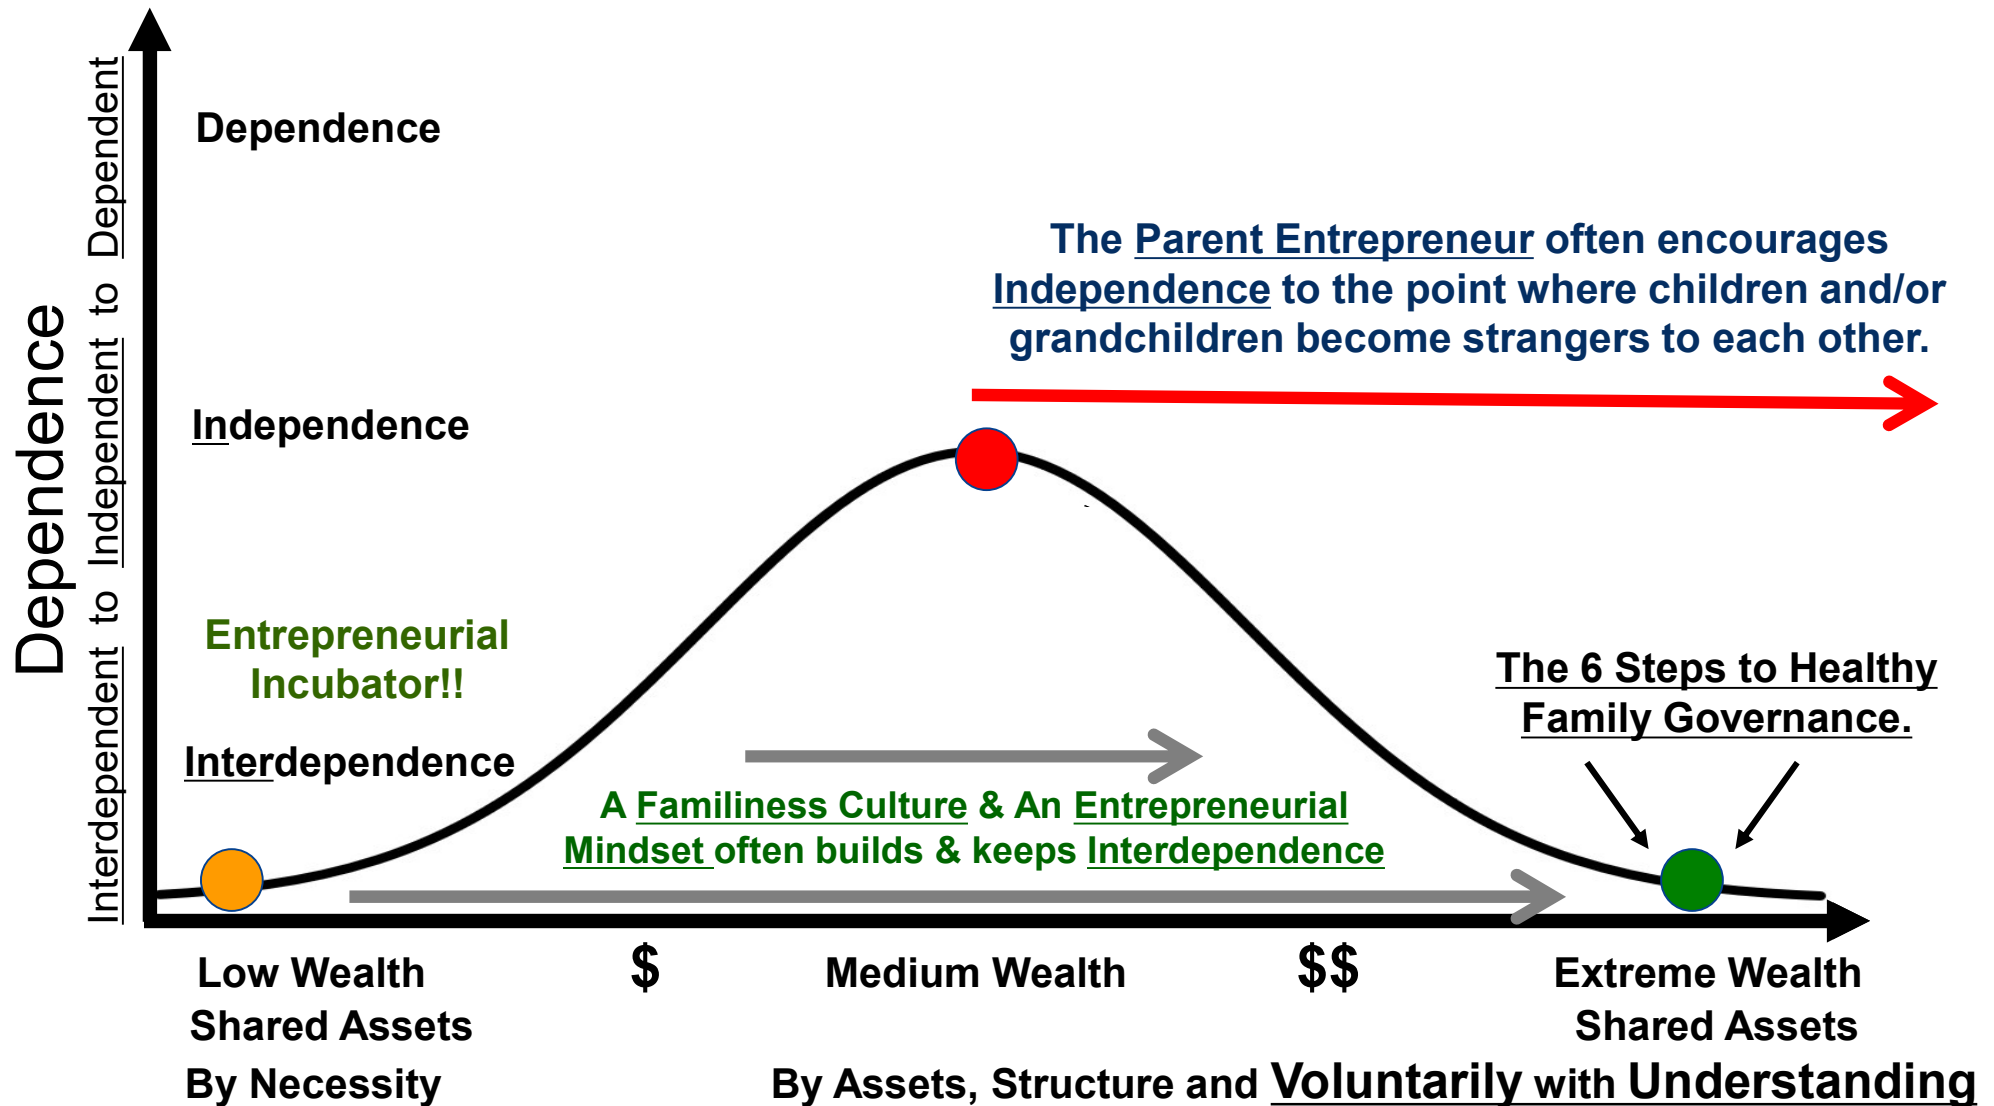 Dependence
Interdependent to Independent to Dependent
Dependence
The Parent Entrepreneur often encourages
Independence to the point where children and/or
grandchildren become strangers to each other.
Independence
Entrepreneurial
Incubator!!
The 6 Steps to Healthy
Family Governance.
Interdependence
A Familiness Culture & An Entrepreneurial
Mindset often builds & keeps Interdependence
Low Wealth $ Medium Wealth $$ Extreme Wealth
Shared Assets Shared Assets
By Necessity By Assets, Structure and Voluntarily with Understanding